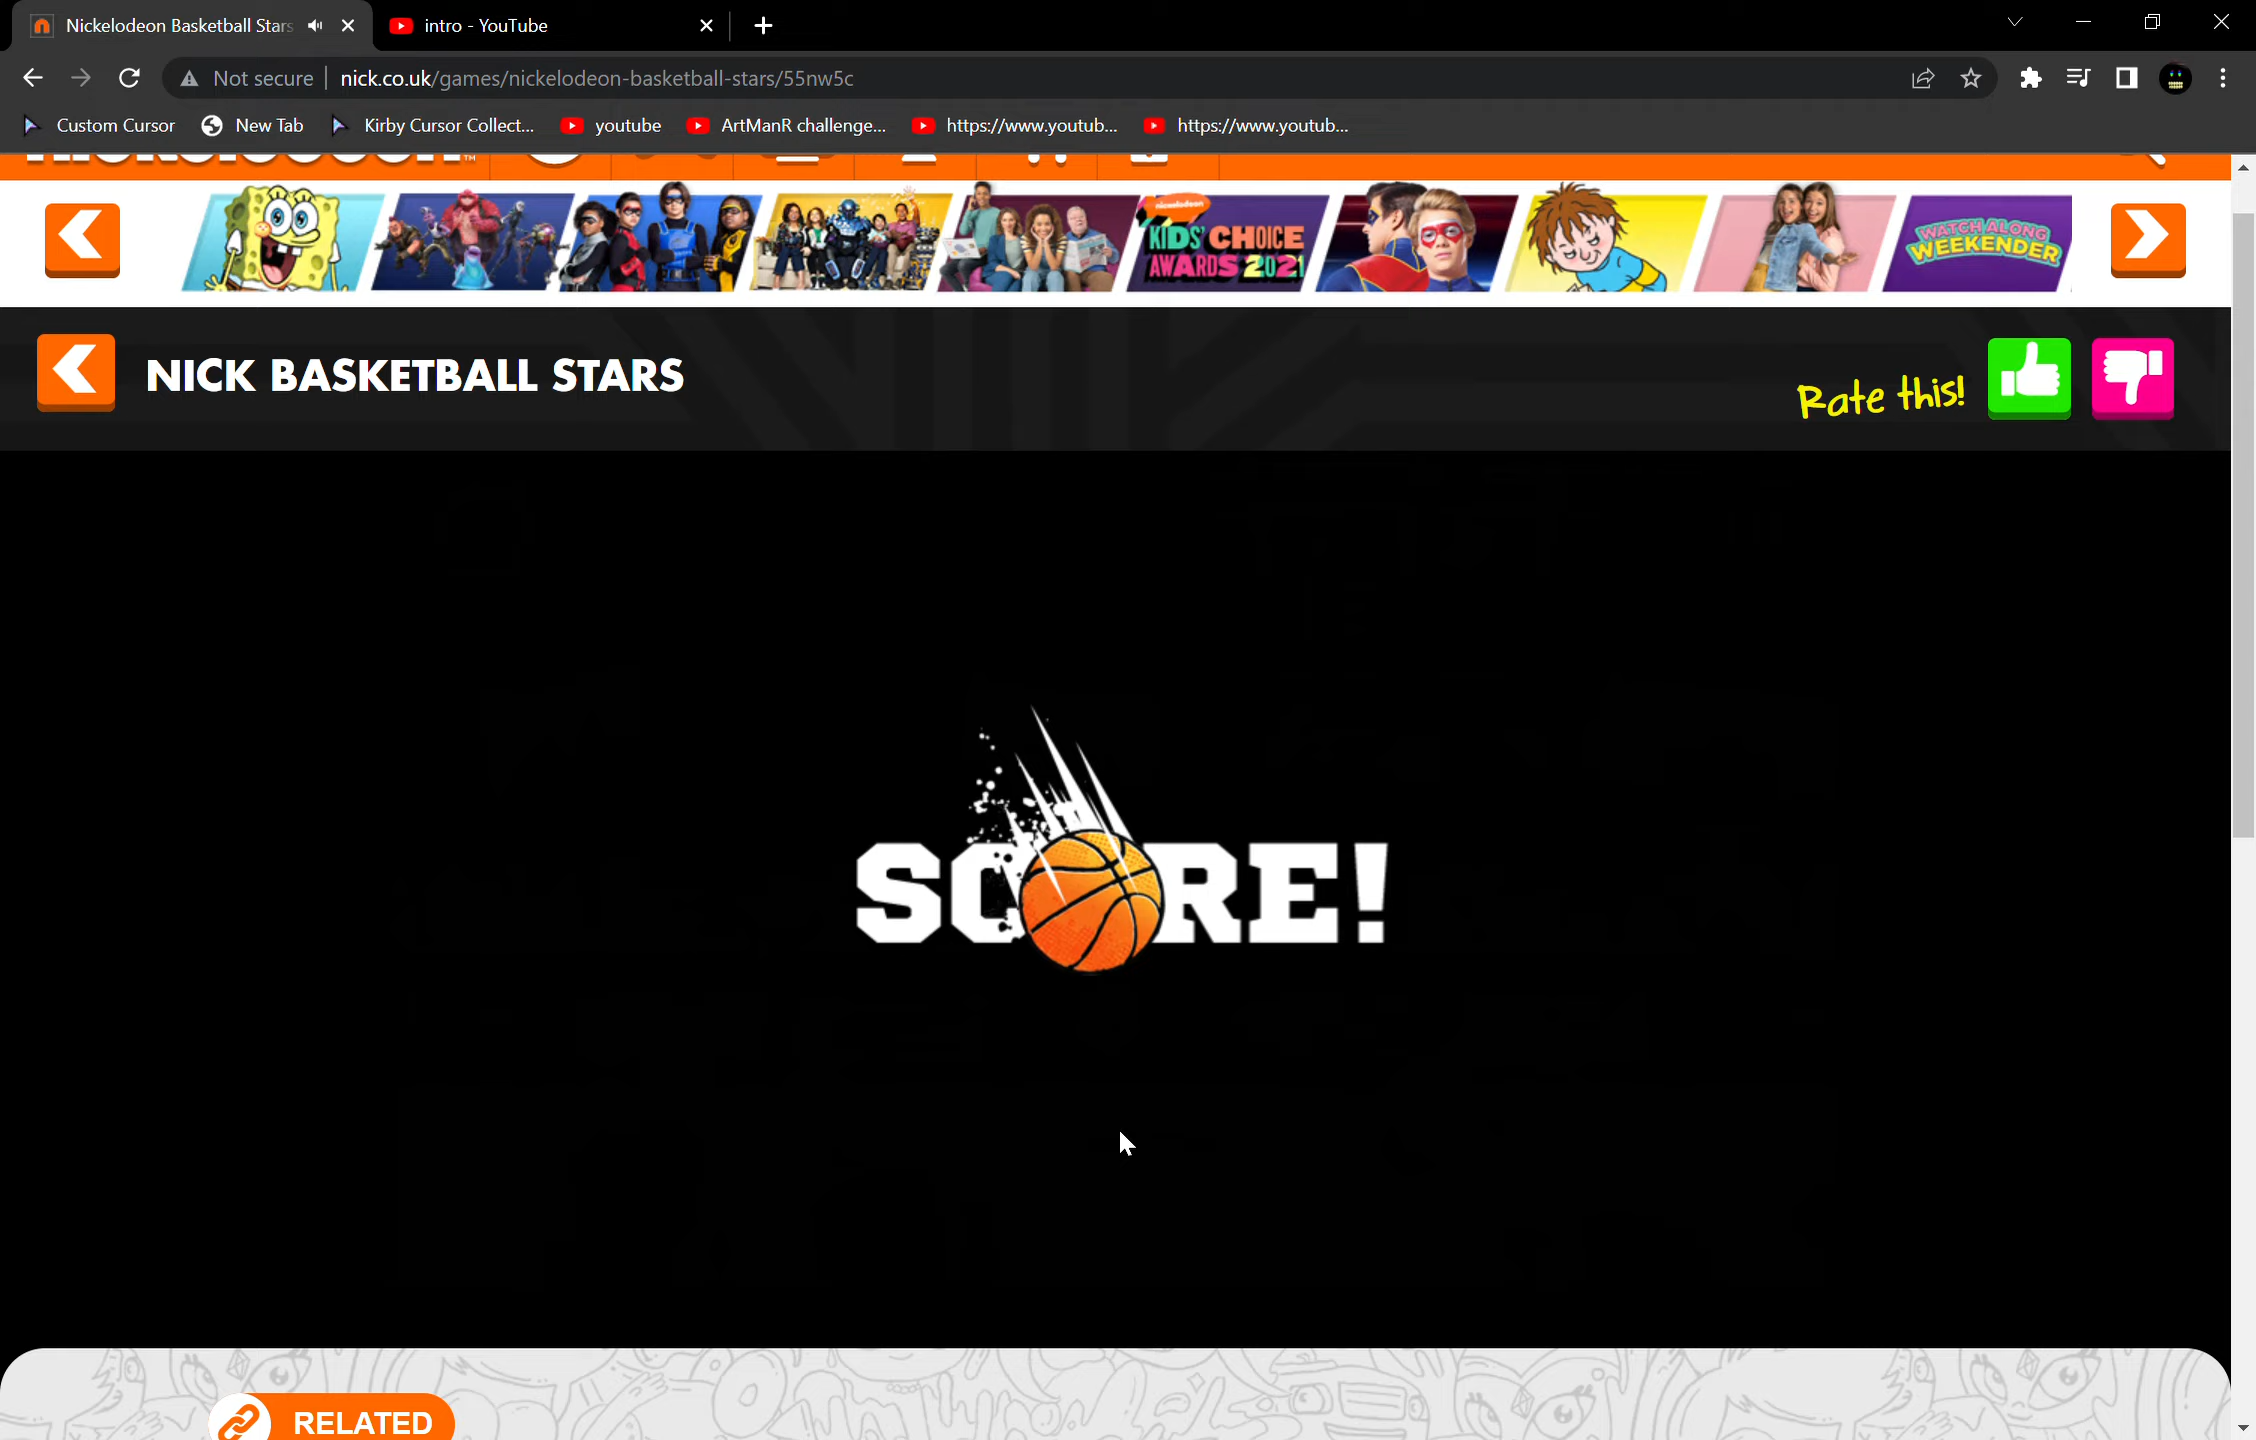 Nickelodeon Basketball Stars
intro - YouTube
Not secure
nick.co.uk/games/nickelodeon-basketball-stars/55nw5c
Custom Cursor
New Tab
Kirby Cursor Collect...
youtube
ArtManR challenge...
https://www.youtub...
https://www.youtub...
nickelodeon
KIDS' CHOICE
AWARDS 2021
WATCH ALONG
WEEKENDER
NICK BASKETBALL STARS
Rate this!
SCORE!
RELATED